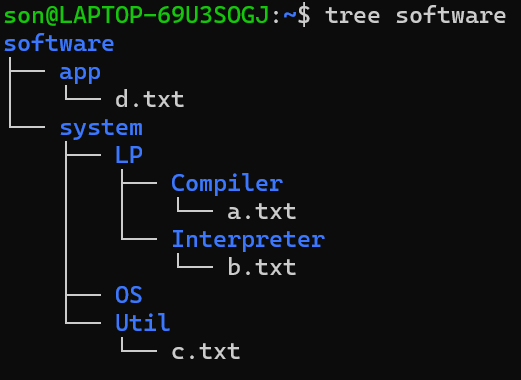 son@LAPTOP-69U3SOGJ:~$ tree software
software
├── app
│   └── d.txt
└── system
    ├── LP
    │   ├── Compiler
    │   │   └── a.txt
    │   └── Interpreter
    │       └── b.txt
    ├── OS
    └── Util
        └── c.txt